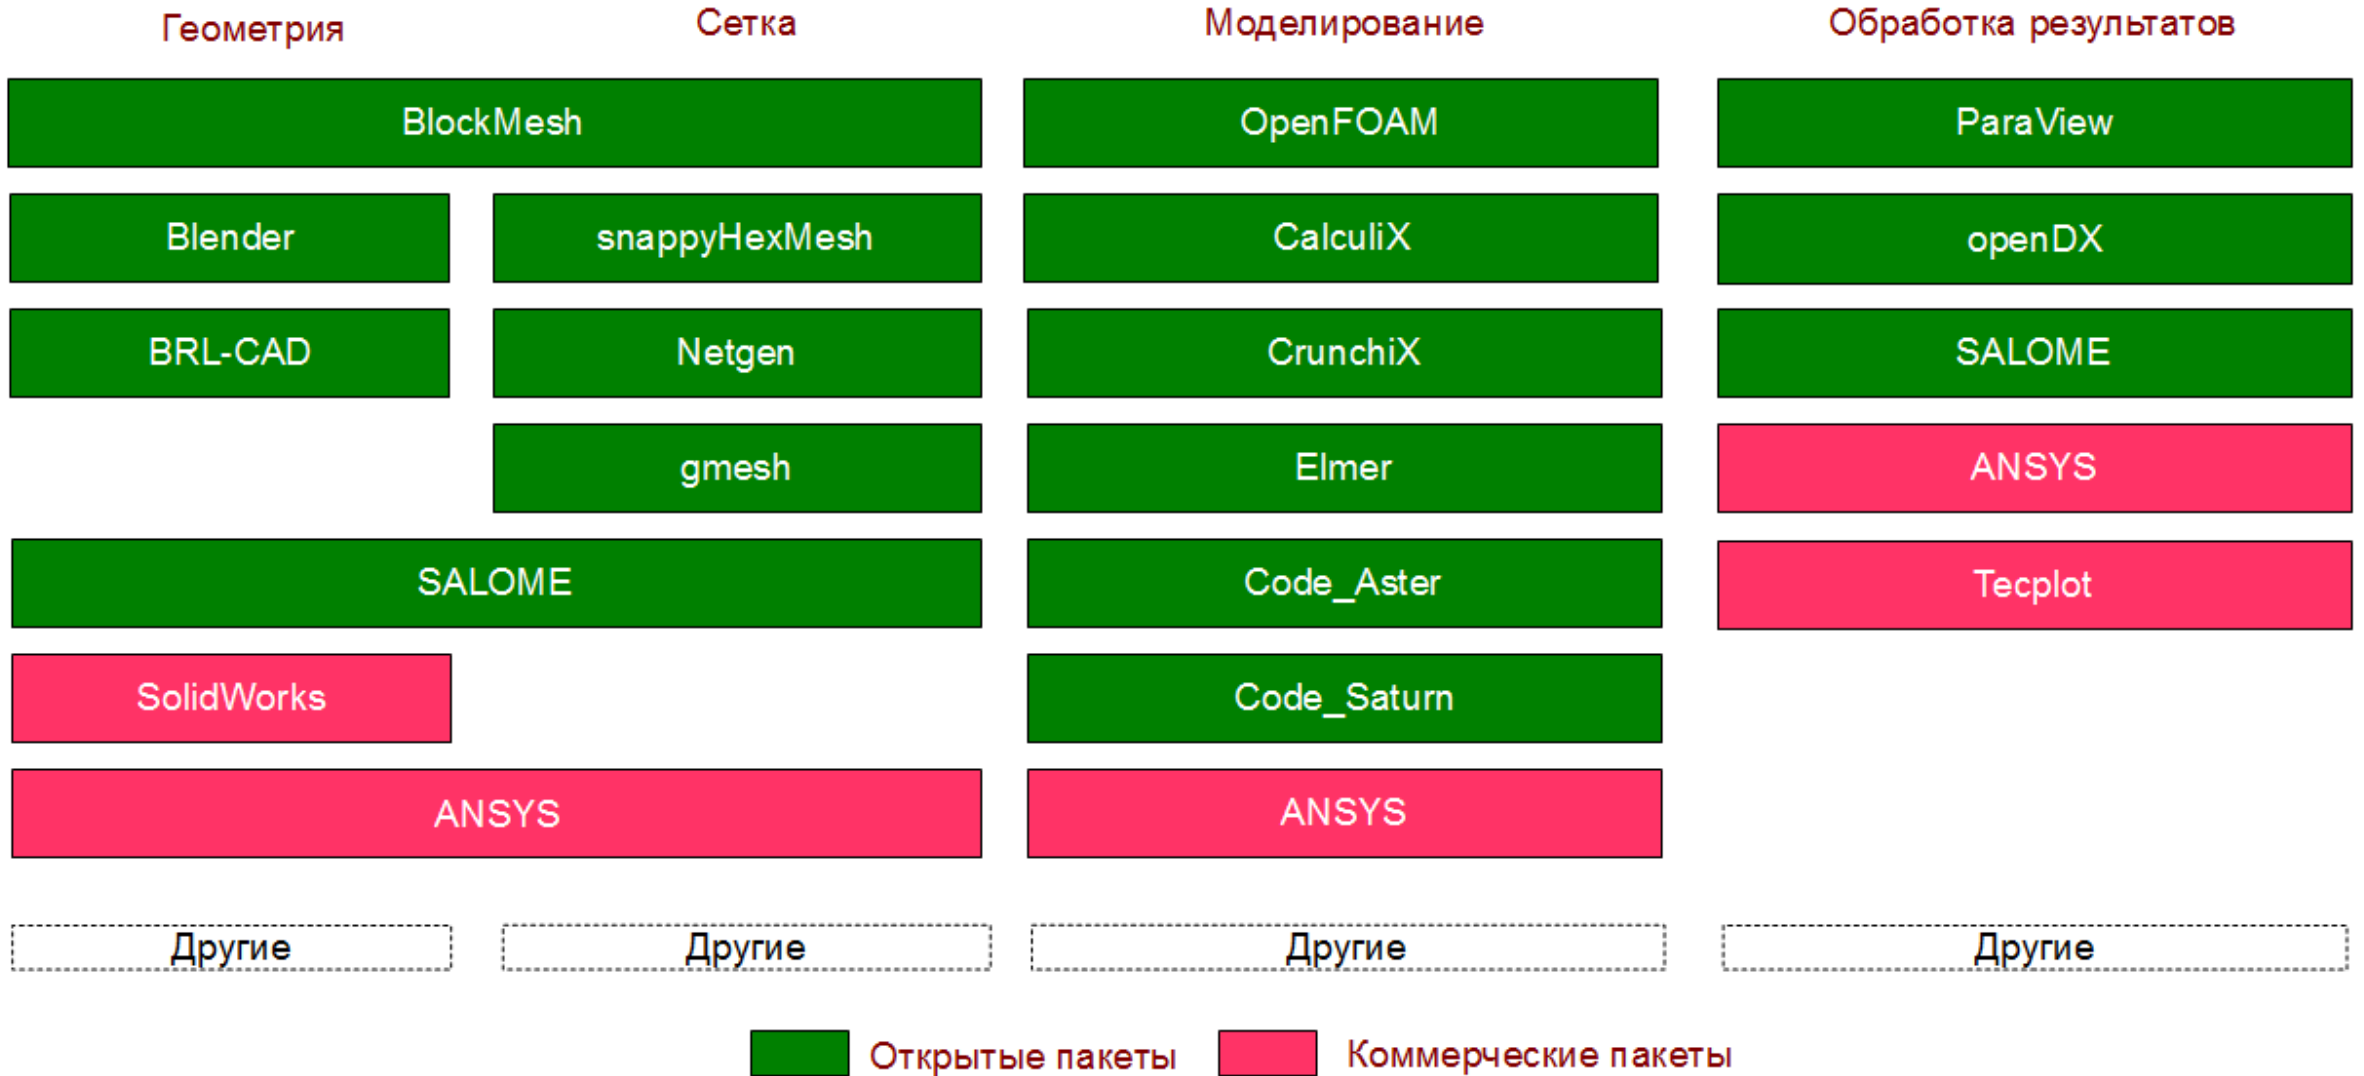 Геометрия
Сетка
Моделирование
Обработка результатов
BlockMesh
OpenFOAM
ParaView
Blender
snappyHexMesh
CalculiX
openDX
BRL-CAD
Netgen
CrunchiX
SALOME
gmesh
Elmer
ANSYS
SALOME
Code_Aster
Tecplot
SolidWorks
Code_Saturn
ANSYS
ANSYS
Другие
Другие
Другие
Другие
Открытые пакеты
Коммерческие пакеты